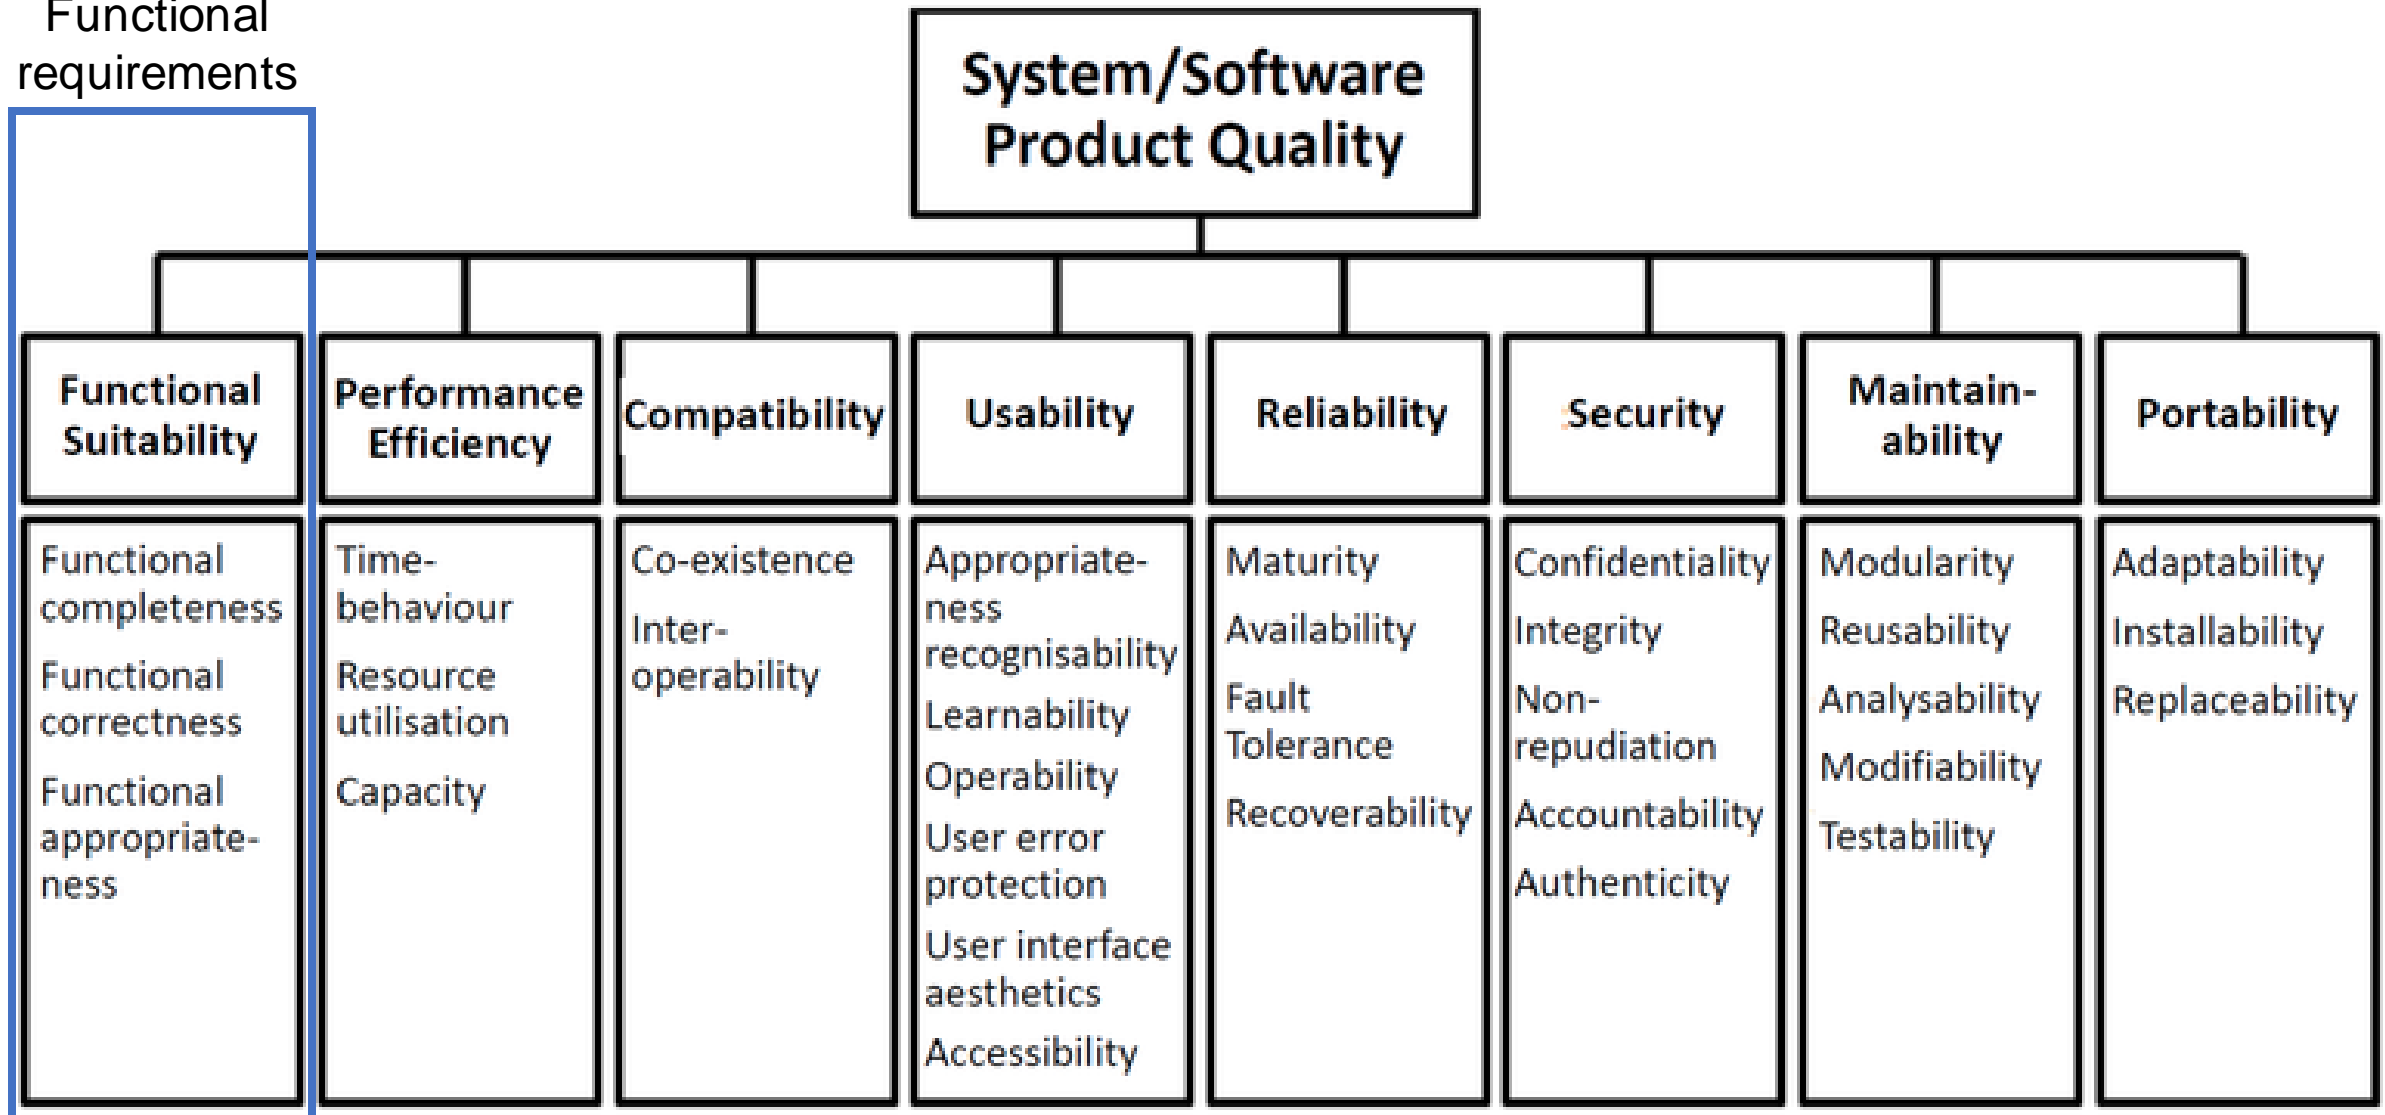 Functional
requirements
System/Software
Product Quality
Functional
Suitability
Performance
Efficiency
Compatibility
Usability
Reliability
Security
Maintain-
ability
Portability
Functional
completeness
Functional
correctness
Functional
appropriate-
ness
Time-
behaviour
Resource
utilisation
Capacity
Co-existence
Inter-
operability
Appropriate-
ness
recognisability
Learnability
Operability
User error
protection
User interface
aesthetics
Accessibility
Maturity
Availability
Fault
Tolerance
Recoverability
Confidentiality
Integrity
Non-
repudiation
Accountability
Authenticity
Modularity
Reusability
Analysability
Modifiability
Testability
Adaptability
Installability
Replaceability